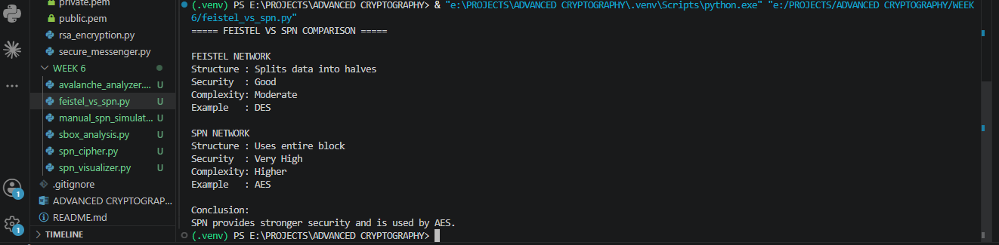 private.pem
public.pem
rsa_encryption.py
secure_messenger.py
WEEK 6
avalanche_analyzer.... U
feistel_vs_spn.py U
manual_spn_simulat... U
sbox_analysis.py U
spn_cipher.py U
spn_visualizer.py U
.gitignore
ADVANCED CRYPTOGRAP...
README.md
TIMELINE
1
1
(.venv) PS E:\PROJECTS\ADVANCED CRYPTOGRAPHY> & "e:\PROJECTS\ADVANCED CRYPTOGRAPHY\.venv\Scripts\python.exe" "e:/PROJECTS/ADVANCED CRYPTOGRAPHY/WEEK
6/feistel_vs_spn.py"
===== FEISTEL VS SPN COMPARISON =====
FEISTEL NETWORK
Structure : Splits data into halves
Security  : Good
Complexity: Moderate
Example   : DES
SPN NETWORK
Structure : Uses entire block
Security  : Very High
Complexity: Higher
Example   : AES
Conclusion:
SPN provides stronger security and is used by AES.
(.venv) PS E:\PROJECTS\ADVANCED CRYPTOGRAPHY>